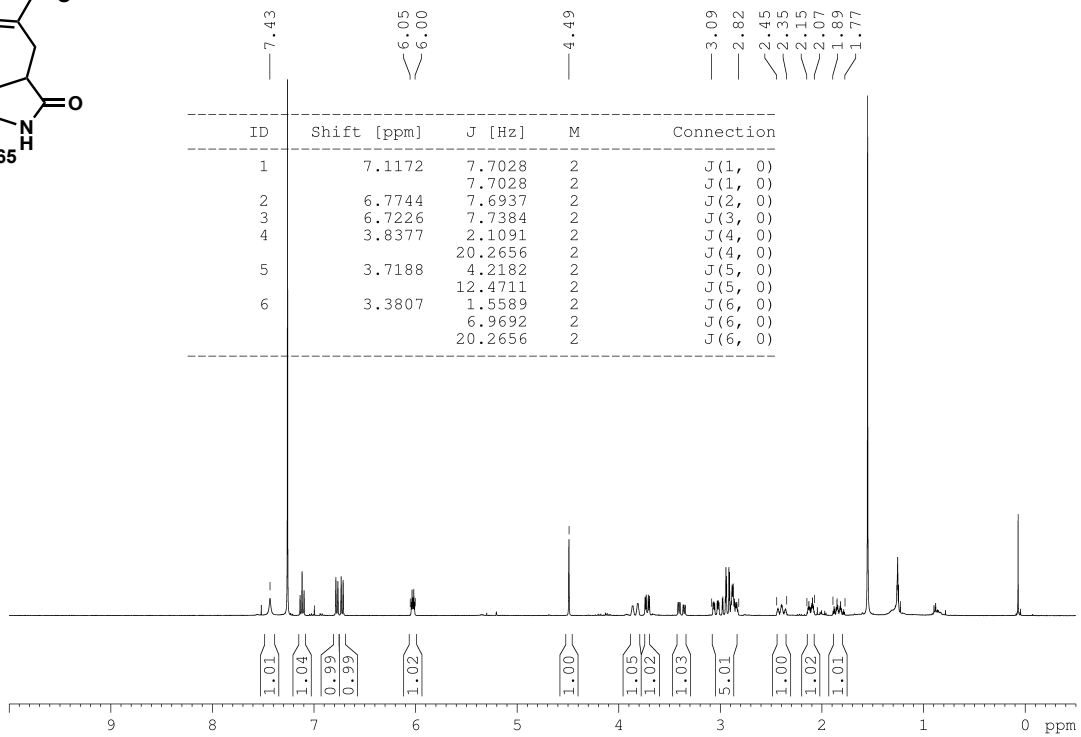 7.43 6.05 6.00 4.49 3.09 2.82 2.45 2.35 2.15 2.07 1.89 1.77
O
N
H
65
ID Shift [ppm] J [Hz] M Connection
1 7.1172 7.7028 2 J(1, 0)
7.7028 2 J(1, 0)
2 6.7744 7.6937 2 J(2, 0)
3 6.7226 7.7384 2 J(3, 0)
4 3.8377 2.1091 2 J(4, 0)
20.2656 2 J(4, 0)
5 3.7188 4.2182 2 J(5, 0)
12.4711 2 J(5, 0)
6 3.3807 1.5589 2 J(6, 0)
6.9692 2 J(6, 0)
20.2656 2 J(6, 0)
1.01 1.04 0.99 0.99 1.02 1.00 1.05 1.02 1.03 5.01 1.00 1.02 1.01
9 8 7 6 5 4 3 2 1 0 ppm